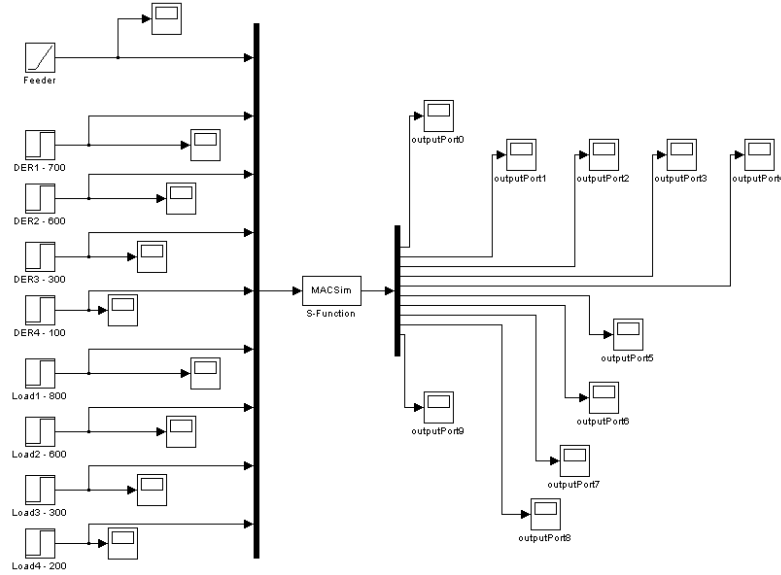 Feeder
DER1 - 700
DER2 - 600
DER3 - 300
DER4 - 100
Load1 - 800
Load2 - 600
Load3 - 300
Load4 - 200
MACSim
S-Function
outputPort0
outputPort1
outputPort2
outputPort3
outputPort
outputPort5
outputPort6
outputPort7
outputPort8
outputPort9